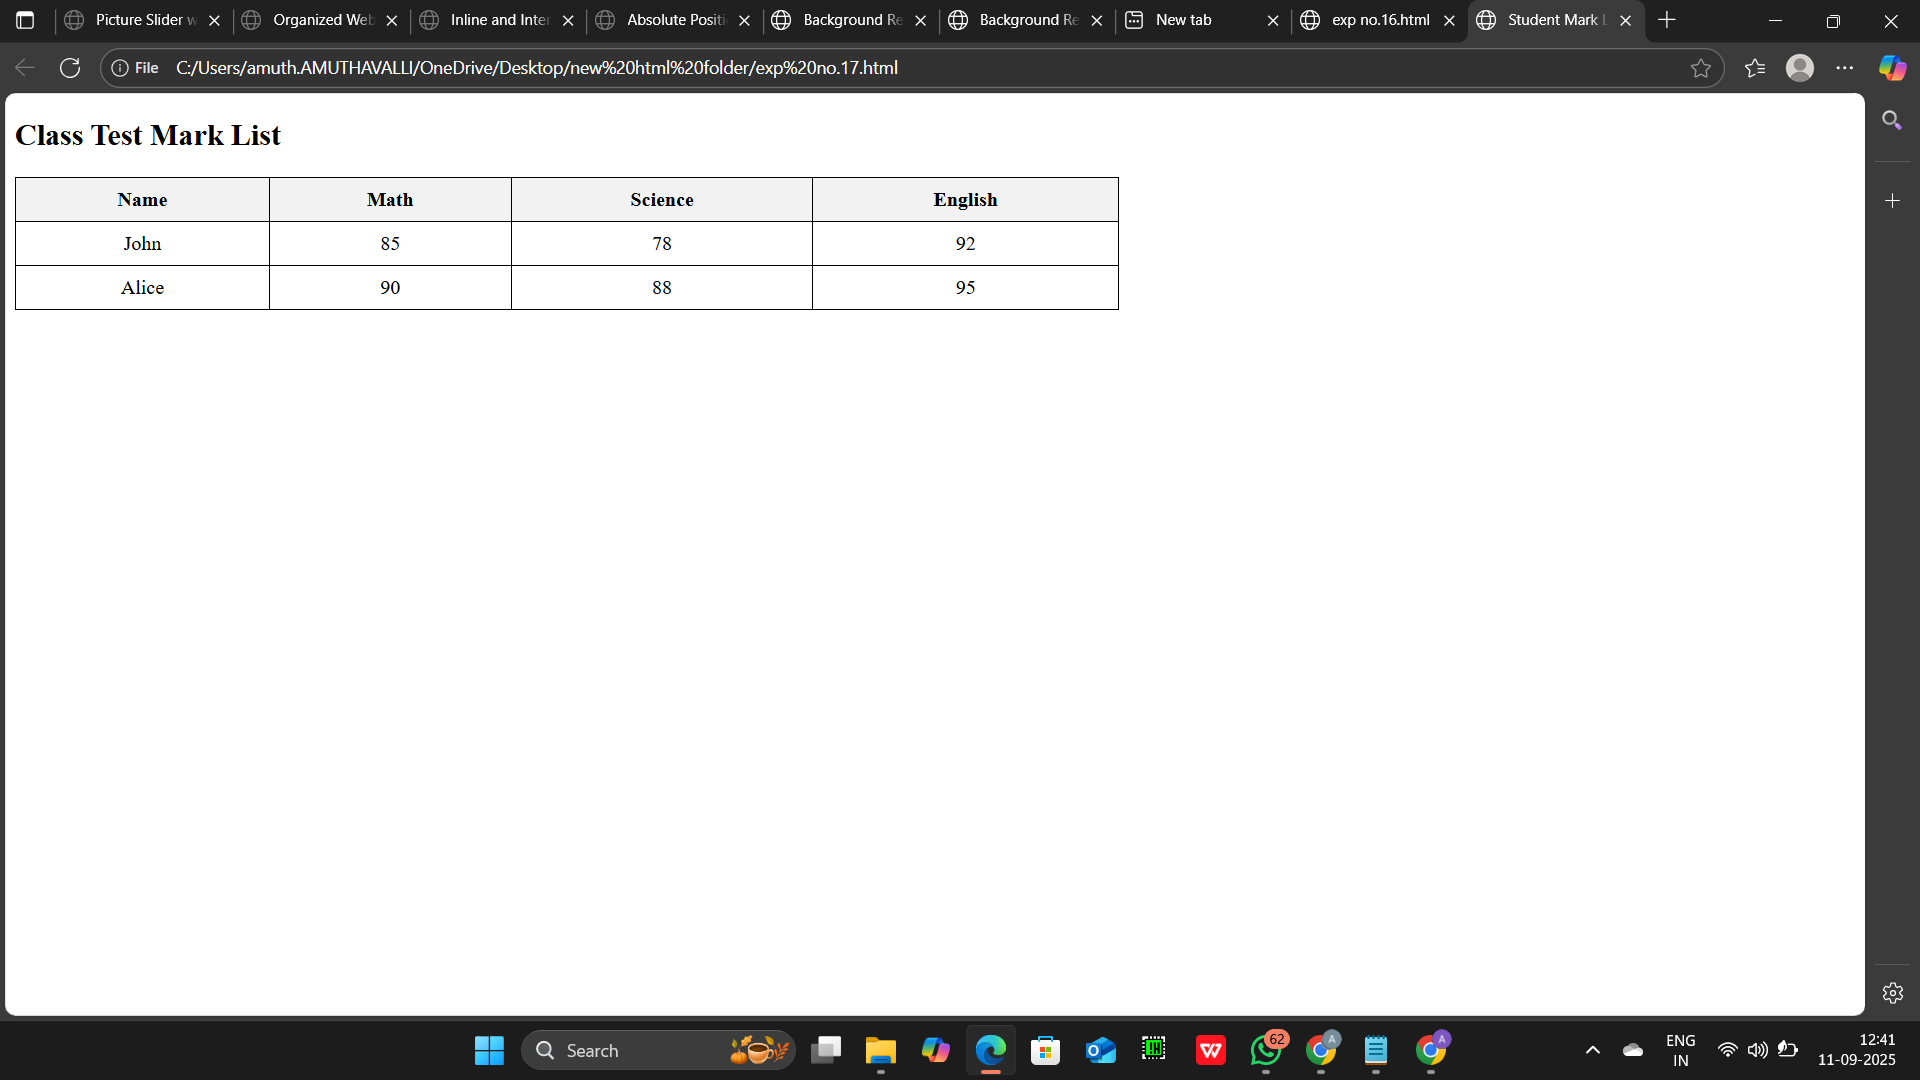 Picture Slider w
Organized Web
Inline and Inter
Absolute Positi
Background Re
Background Re
New tab
exp no.16.html
Student Mark L
File C:/Users/amuth.AMUTHAVALLI/OneDrive/Desktop/new%20html%20folder/exp%20no.17.html
Class Test Mark List
Name Math Science English
John 85 78 92
Alice 90 88 95
Search
62
A
A
ENG
IN
12:41
11-09-2025